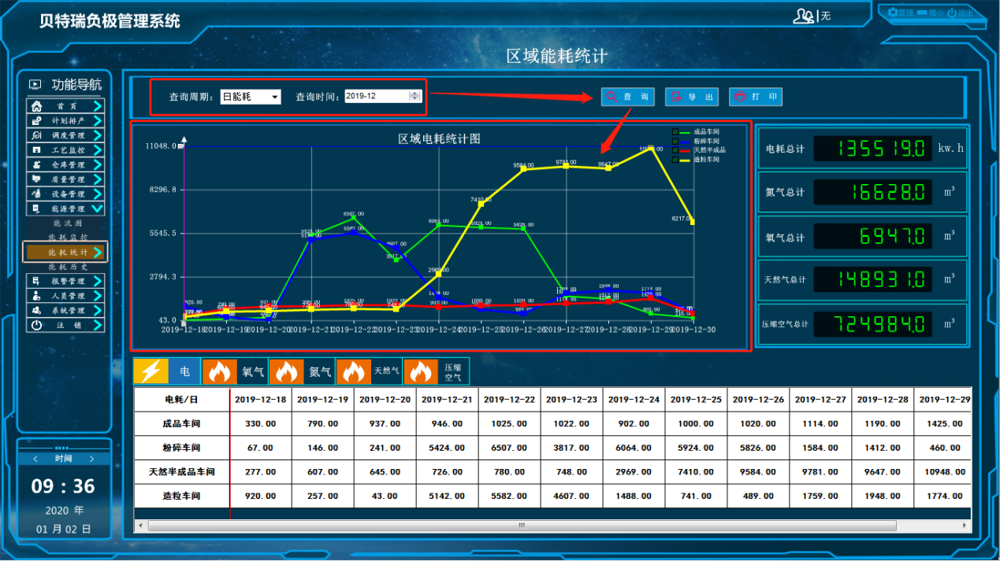 贝特瑞负极管理系统
无
管理 缩小 退出
区域能耗统计
功能导航
首 页
计划排产
调度管理
工艺监控
仓库管理
质量管理
设备管理
能源管理
能流图
能耗监控
能耗统计
能耗历史
报警管理
人员管理
系统管理
注 销
< 时间 >
09 : 36
2020 年
01 月 02 日
查询周期: 日能耗 查询时间: 2019-12 查 询 导 出 打 印
区域电耗统计图
成品车间
粉碎车间
天然半成品
造粒车间
11048.0
8296.8
5545.5
2794.3
43.0
6507.00
9584.00
6217.00
2019-12-18 2019-12-19 2019-12-20 2019-12-21 2019-12-22 2019-12-23 2019-12-24 2019-12-25 2019-12-26 2019-12-27 2019-12-28 2019-12-29 2019-12-30
电耗总计 135519.0 kw.h
氮气总计 16628.0 m³
氧气总计 6947.0 m³
天然气总计 148931.0 m³
压缩空气总计 724984.0 m³
电 氧气 氮气 天然气 压缩空气
电耗/日 2019-12-18 2019-12-19 2019-12-20 2019-12-21 2019-12-22 2019-12-23 2019-12-24 2019-12-25 2019-12-26 2019-12-27 2019-12-28 2019-12-29
成品车间 330.00 790.00 937.00 946.00 1025.00 1022.00 902.00 1000.00 1020.00 1114.00 1190.00 1425.00
粉碎车间 67.00 146.00 241.00 5424.00 6507.00 3817.00 6064.00 5924.00 5826.00 1584.00 1412.00 460.00
天然半成品车间 277.00 607.00 645.00 726.00 780.00 748.00 2969.00 7410.00 9584.00 9781.00 9647.00 10948.00
造粒车间 920.00 257.00 43.00 5142.00 5582.00 4607.00 1488.00 741.00 489.00 1759.00 1948.00 1774.00